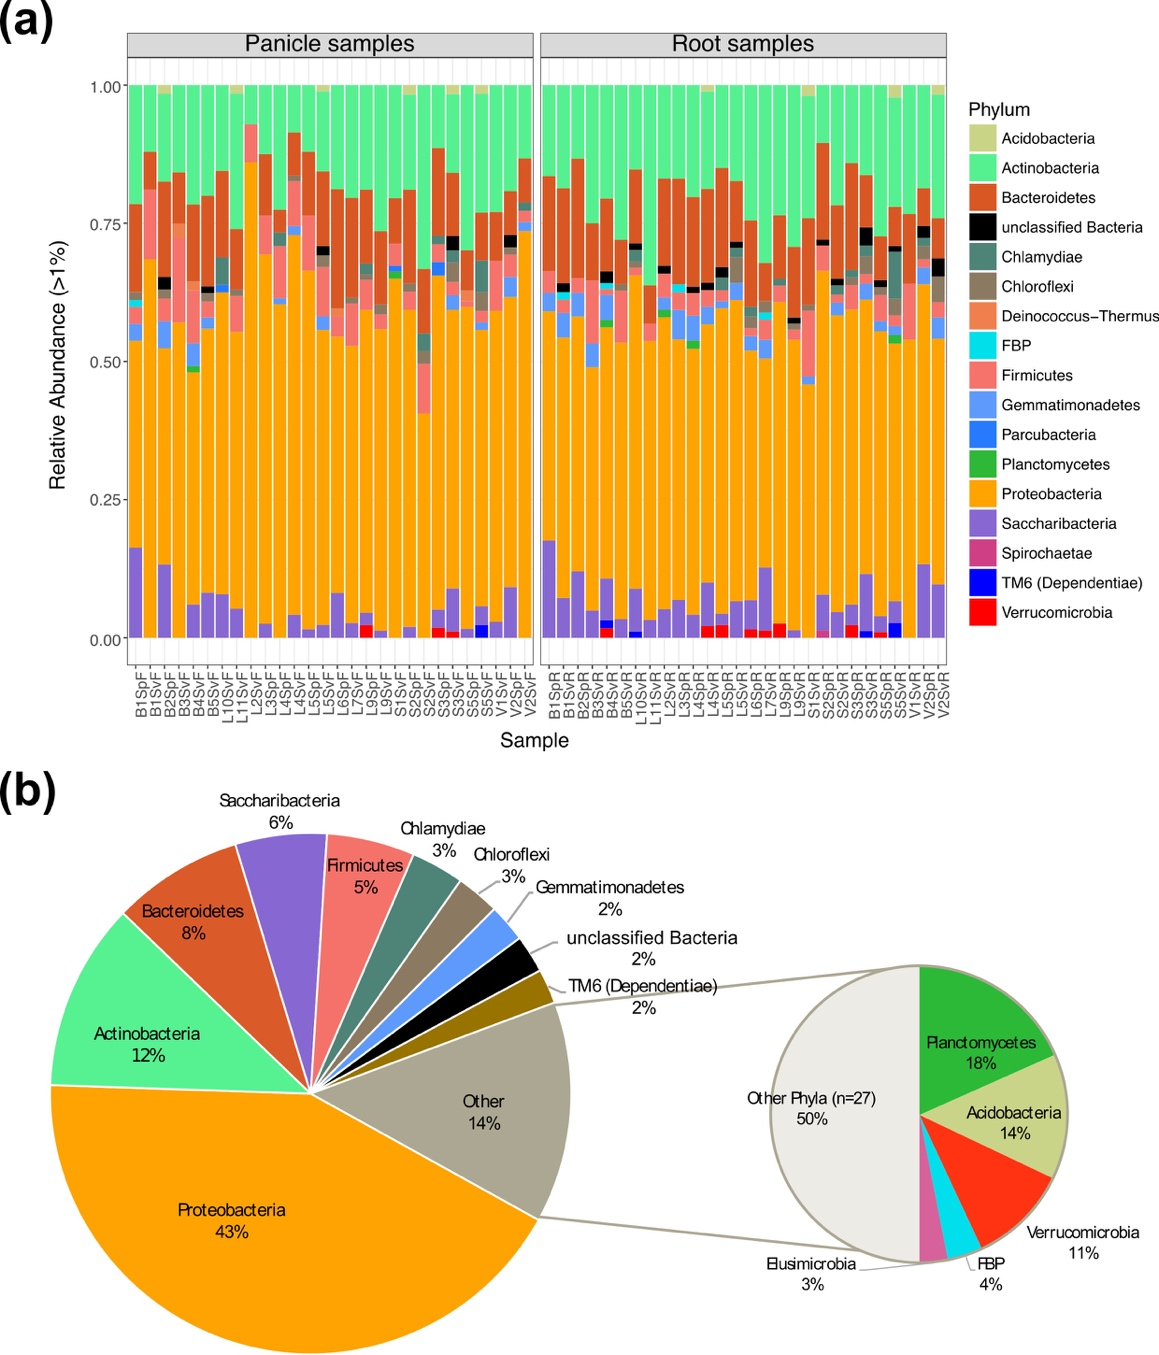 (a)
Panicle samples
Root samples
Relative Abundance (>1%)
1.00
0.75
0.50
0.25
0.00
B1SpF
B1SvF
B2SpF
B3SvF
B4SvF
B5SvF
L10SvF
L11SvF
L2SvF
L3SpF
L4SpF
L4SvF
L5SpF
L5SvF
L6SpF
L7SvF
L9SpF
L9SvF
S1SvF
S2SpF
S2SvF
S3SpF
S3SvF
S5SpF
S5SvF
V1SvF
V2SpF
V2SvF
B1SpR
B1SvR
B2SpR
B3SvR
B4SvR
B5SvR
L10SvR
L11SvR
L2SvR
L3SpR
L4SpR
L4SvR
L5SpR
L5SvR
L6SpR
L7SvR
L9SpR
L9SvR
S1SvR
S2SpR
S2SvR
S3SpR
S3SvR
S5SpR
S5SvR
V1SvR
V2SpR
V2SvR
Sample
Phylum
Acidobacteria
Actinobacteria
Bacteroidetes
unclassified Bacteria
Chlamydiae
Chloroflexi
Deinococcus−Thermus
FBP
Firmicutes
Gemmatimonadetes
Parcubacteria
Planctomycetes
Proteobacteria
Saccharibacteria
Spirochaetae
TM6 (Dependentiae)
Verrucomicrobia
(b)
Saccharibacteria
6%
Firmicutes
5%
Chlamydiae
3%
Chloroflexi
3%
Gemmatimonadetes
2%
unclassified Bacteria
2%
TM6 (Dependentiae)
2%
Bacteroidetes
8%
Actinobacteria
12%
Other
14%
Proteobacteria
43%
Other Phyla (n=27)
50%
Planctomycetes
18%
Acidobacteria
14%
Verrucomicrobia
11%
FBP
4%
Elusimicrobia
3%